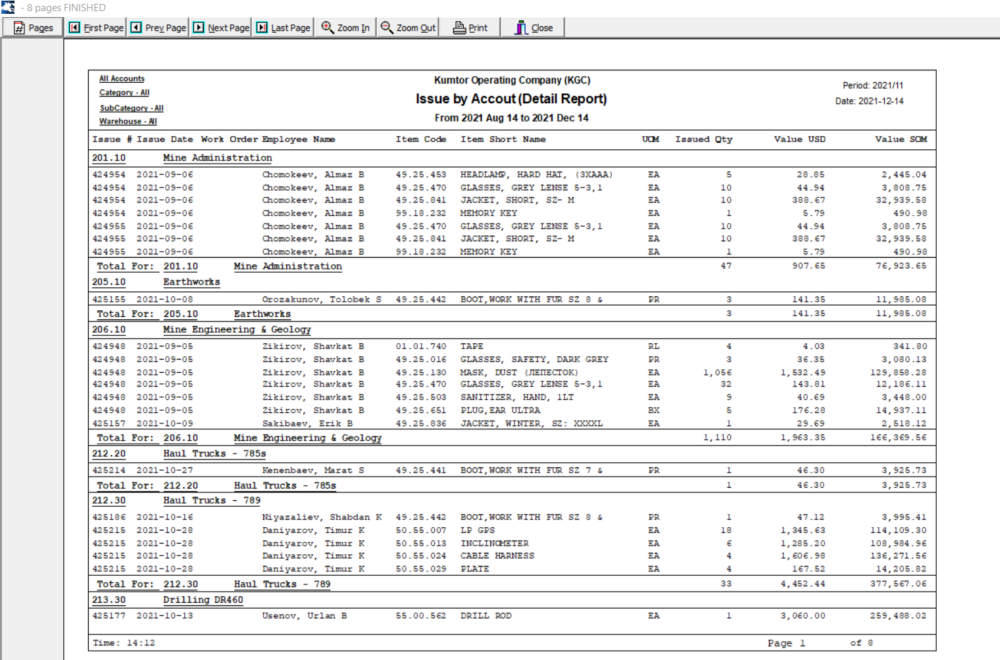 - 8 pages FINISHED
Pages First Page Prev Page Next Page Last Page Zoom In Zoom Out Print Close
All Accounts
Category - All
SubCategory - All
Warehouse - All
Kumtor Operating Company (KGC)
Issue by Accout (Detail Report)
From 2021 Aug 14 to 2021 Dec 14
Period: 2021/11
Date: 2021-12-14
Issue # Issue Date Work Order Employee Name Item Code Item Short Name UOM Issued Qty Value USD Value SOM
201.10 Mine Administration
424954 2021-09-06 Chomokeev, Almaz B 49.25.453 HEADLAMP, HARD HAT, (3XAAA) EA 5 28.85 2,445.04
424954 2021-09-06 Chomokeev, Almaz B 49.25.470 GLASSES, GREY LENSE 5-3,1 EA 10 44.94 3,808.75
424954 2021-09-06 Chomokeev, Almaz B 49.25.841 JACKET, SHORT, SZ- M EA 10 388.67 32,939.58
424954 2021-09-06 Chomokeev, Almaz B 99.18.232 MEMORY KEY EA 1 5.79 490.98
424955 2021-09-06 Chomokeev, Almaz B 49.25.470 GLASSES, GREY LENSE 5-3,1 EA 10 44.94 3,808.75
424955 2021-09-06 Chomokeev, Almaz B 49.25.841 JACKET, SHORT, SZ- M EA 10 388.67 32,939.58
424955 2021-09-06 Chomokeev, Almaz B 99.18.232 MEMORY KEY EA 1 5.79 490.98
Total For: 201.10 Mine Administration 47 907.65 76,923.65
205.10 Earthworks
425155 2021-10-08 Orozakunov, Tolobek S 49.25.442 BOOT,WORK WITH FUR SZ 8 & PR 3 141.35 11,985.08
Total For: 205.10 Earthworks 3 141.35 11,985.08
206.10 Mine Engineering & Geology
424948 2021-09-05 Zikirov, Shavkat B 01.01.740 TAPE RL 4 4.03 341.80
424948 2021-09-05 Zikirov, Shavkat B 49.25.016 GLASSES, SAFETY, DARK GREY PR 3 36.35 3,080.13
424948 2021-09-05 Zikirov, Shavkat B 49.25.130 MASK, DUST (ЛЕПЕСТОК) EA 1,056 1,532.49 129,858.28
424948 2021-09-05 Zikirov, Shavkat B 49.25.470 GLASSES, GREY LENSE 5-3,1 EA 32 143.81 12,186.11
424948 2021-09-05 Zikirov, Shavkat B 49.25.503 SANITIZER, HAND, 1LT EA 9 40.69 3,448.00
424948 2021-09-05 Zikirov, Shavkat B 49.25.651 PLUG,EAR ULTRA BX 5 176.28 14,937.11
425157 2021-10-09 Sakibaev, Erik B 49.25.836 JACKET, WINTER, SZ: XXXXL EA 1 29.69 2,518.12
Total For: 206.10 Mine Engineering & Geology 1,110 1,963.35 166,369.56
212.20 Haul Trucks - 785s
425214 2021-10-27 Kenenbaev, Marat S 49.25.441 BOOT,WORK WITH FUR SZ 7 & PR 1 46.30 3,925.73
Total For: 212.20 Haul Trucks - 785s 1 46.30 3,925.73
212.30 Haul Trucks - 789
425186 2021-10-16 Niyazaliev, Shabdan K 49.25.442 BOOT,WORK WITH FUR SZ 8 & PR 1 47.12 3,995.41
425215 2021-10-28 Daniyarov, Timur K 50.55.007 LP GPS EA 18 1,345.63 114,109.30
425215 2021-10-28 Daniyarov, Timur K 50.55.013 INCLINOMETER EA 6 1,285.20 108,984.96
425215 2021-10-28 Daniyarov, Timur K 50.55.024 CABLE HARNESS EA 4 1,606.98 136,271.56
425215 2021-10-28 Daniyarov, Timur K 50.55.029 PLATE EA 4 167.52 14,205.82
Total For: 212.30 Haul Trucks - 789 33 4,452.44 377,567.06
213.30 Drilling DR460
425177 2021-10-13 Usenov, Urlan B 55.00.562 DRILL ROD EA 1 3,060.00 259,488.02
Time: 14:12 Page 1 of 8